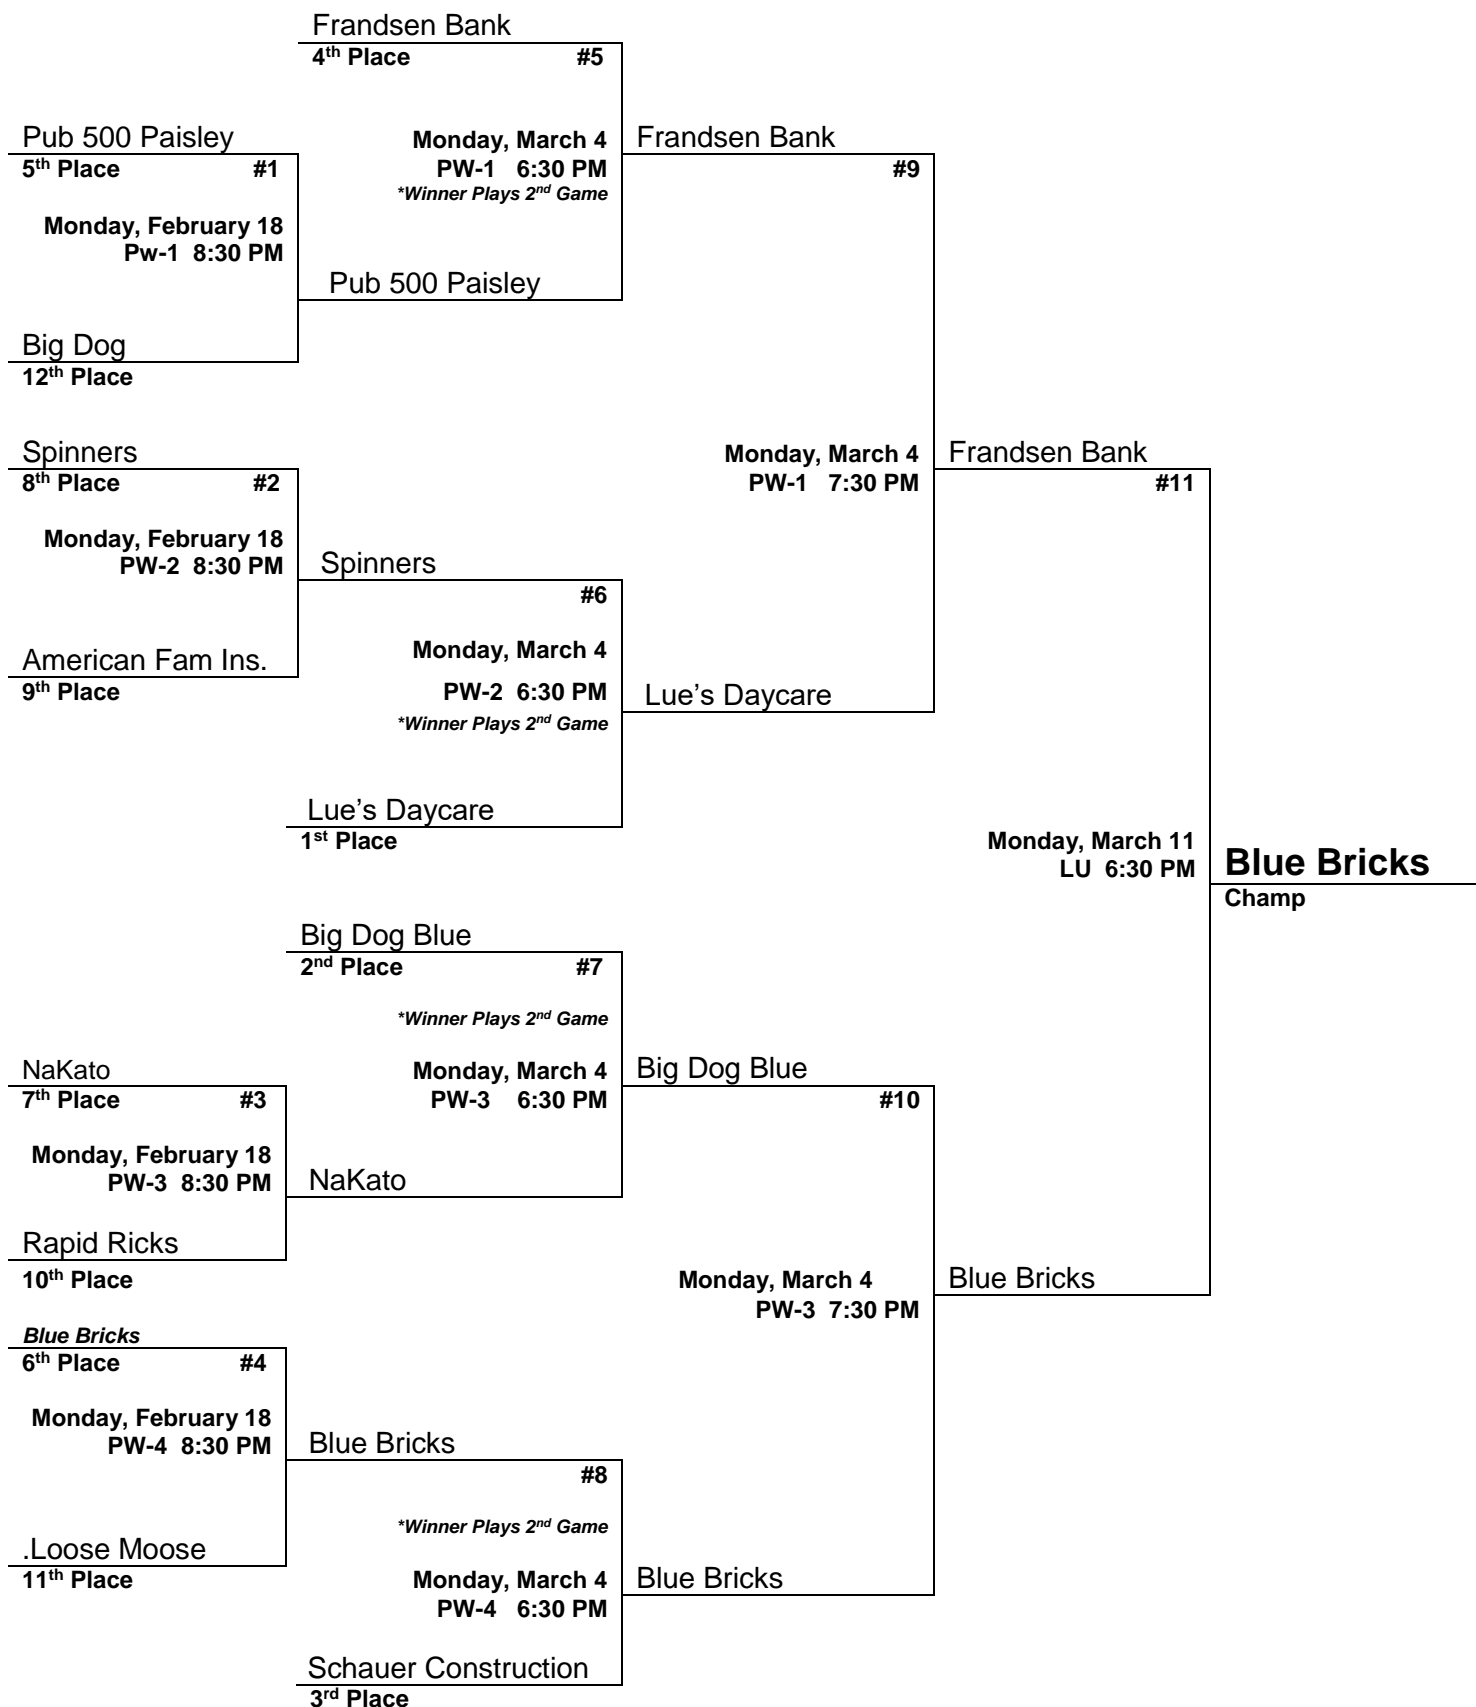 Frandsen Bank
4th Place #5
Pub 500 Paisley
5th Place #1
Monday, March 4
PW-1 6:30 PM
*Winner Plays 2nd Game
Frandsen Bank
#9
Monday, February 18
Pw-1 8:30 PM
Pub 500 Paisley
Big Dog
12th Place
Spinners
8th Place #2
Monday, March 4
PW-1 7:30 PM
Frandsen Bank
#11
Monday, February 18
PW-2 8:30 PM
Spinners
#6
American Fam Ins.
9th Place
Monday, March 4
PW-2 6:30 PM
*Winner Plays 2nd Game
Lue’s Daycare
Lue’s Daycare
1st Place
Monday, March 11
LU 6:30 PM
Blue Bricks
Champ
Big Dog Blue
2nd Place #7
*Winner Plays 2nd Game
NaKato
7th Place #3
Monday, March 4
PW-3 6:30 PM
Big Dog Blue
#10
Monday, February 18
PW-3 8:30 PM
NaKato
Rapid Ricks
10th Place
Monday, March 4
PW-3 7:30 PM
Blue Bricks
Blue Bricks
6th Place #4
Monday, February 18
PW-4 8:30 PM
Blue Bricks
#8
*Winner Plays 2nd Game
.Loose Moose
11th Place
Monday, March 4
PW-4 6:30 PM
Blue Bricks
Schauer Construction
3rd Place